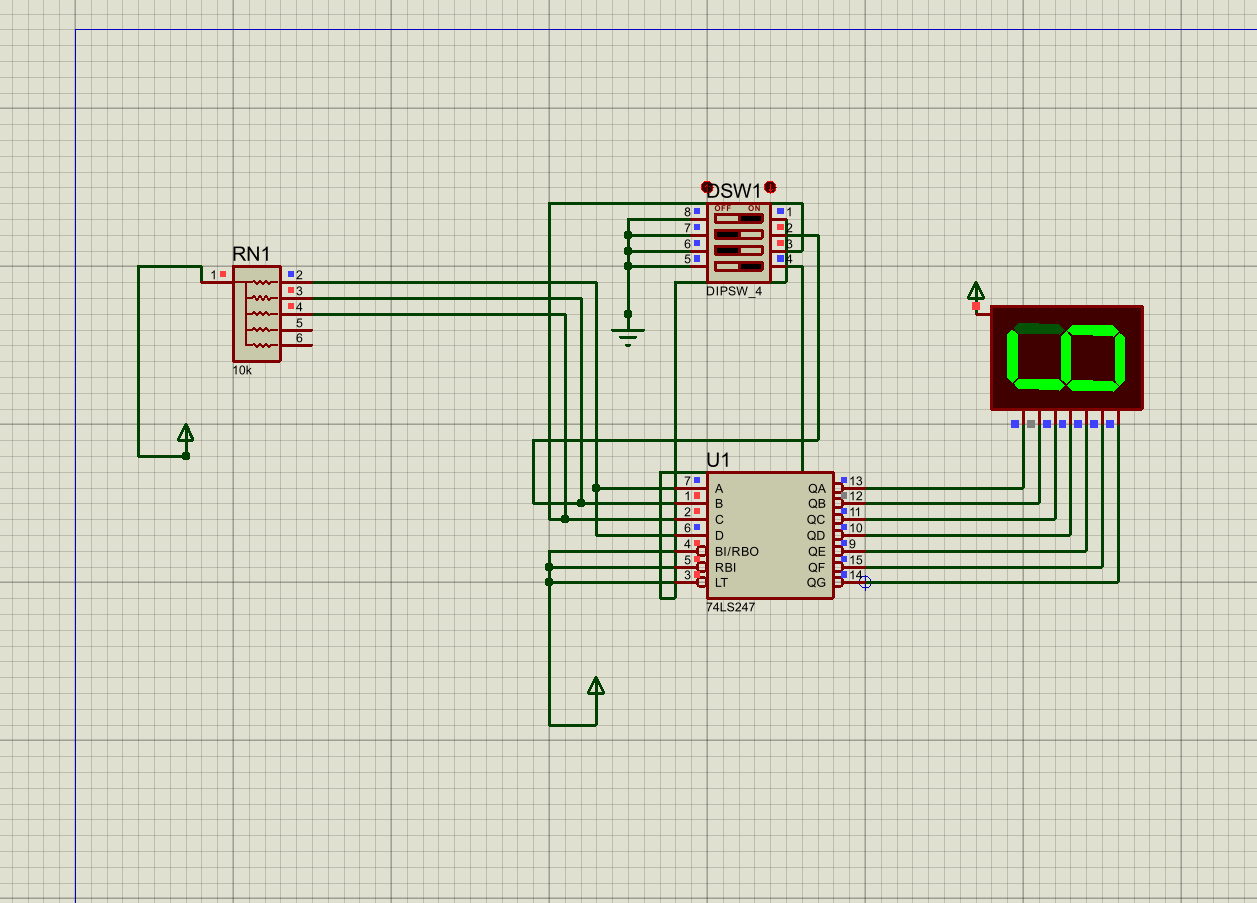 DSW1
OFF ON
8 1
7 2
6 3
5 4
DIPSW_4
RN1
1 2
3
4
5
6
10k
U1
7 A QA 13
1 B QB 12
2 C QC 11
6 D QD 10
4 BI/RBO QE 9
5 RBI QF 15
3 LT QG 14
74LS247